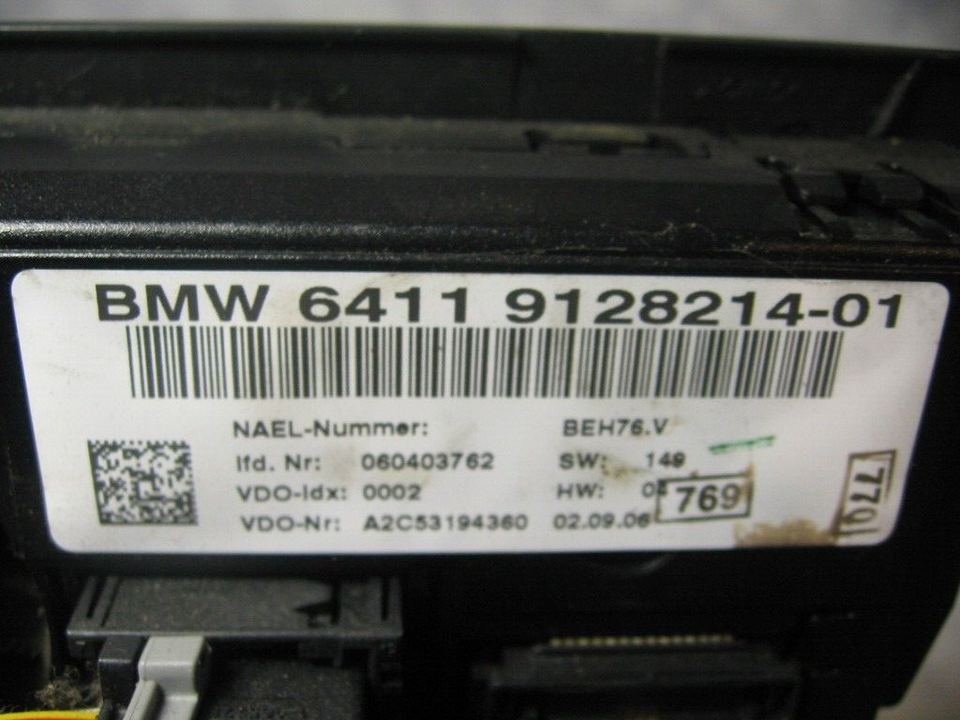 BMW 6411 9128214-01
NAEL-Nummer: BEH76.V
lfd. Nr: 060403762 SW: 149
VDO-Idx: 0002 HW: 769
VDO-Nr: A2C53194360 02.09.06